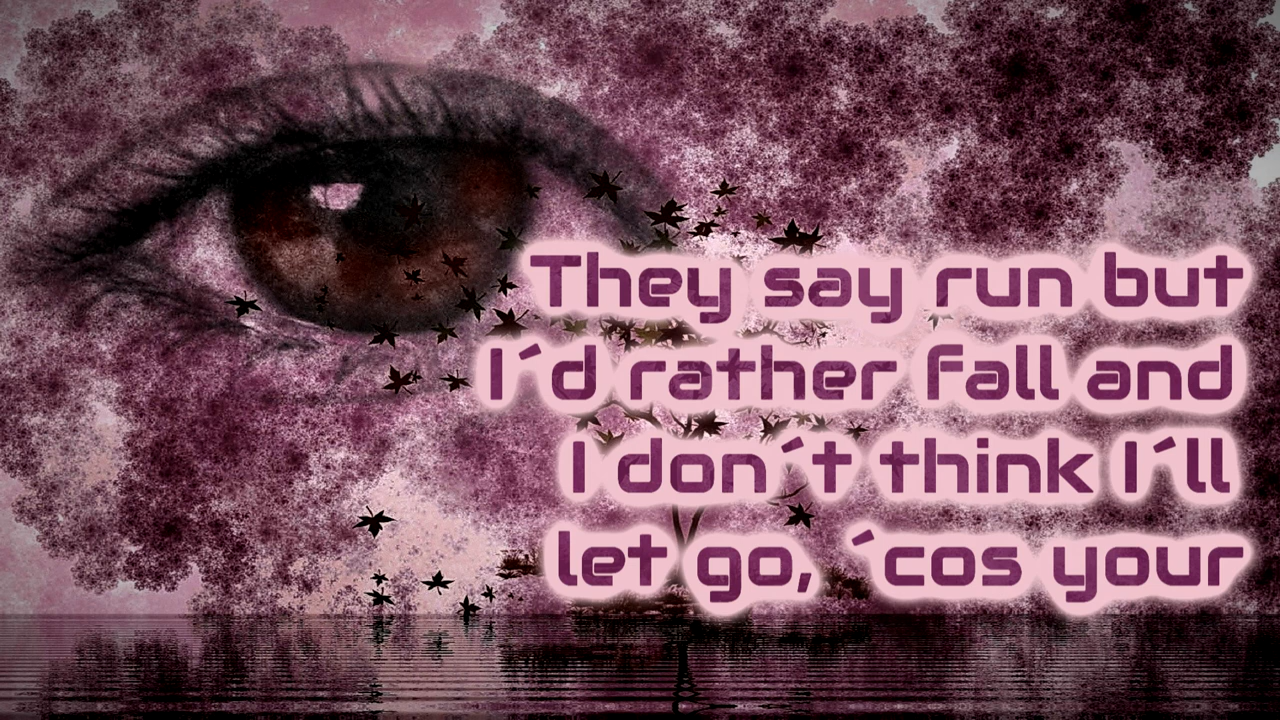 They say run but
I´d rather fall and
I don´t think I´ll
let go, ´cos your